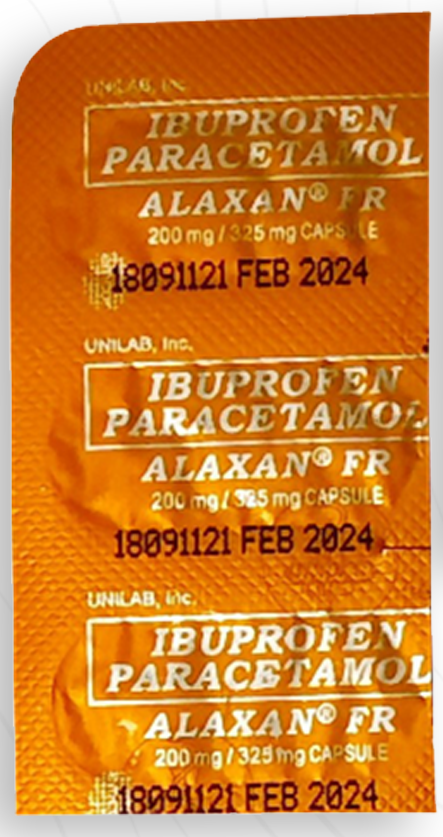 UNILAB, Inc.
IBUPROFEN
PARACETAMOL
ALAXAN® FR
200 mg / 325 mg CAPSULE
18091121 FEB 2024
UNILAB, Inc.
IBUPROFEN
PARACETAMOL
ALAXAN® FR
200 mg / 325 mg CAPSULE
18091121 FEB 2024
UNILAB, Inc.
IBUPROFEN
PARACETAMOL
ALAXAN® FR
200 mg / 325 mg CAPSULE
18091121 FEB 2024